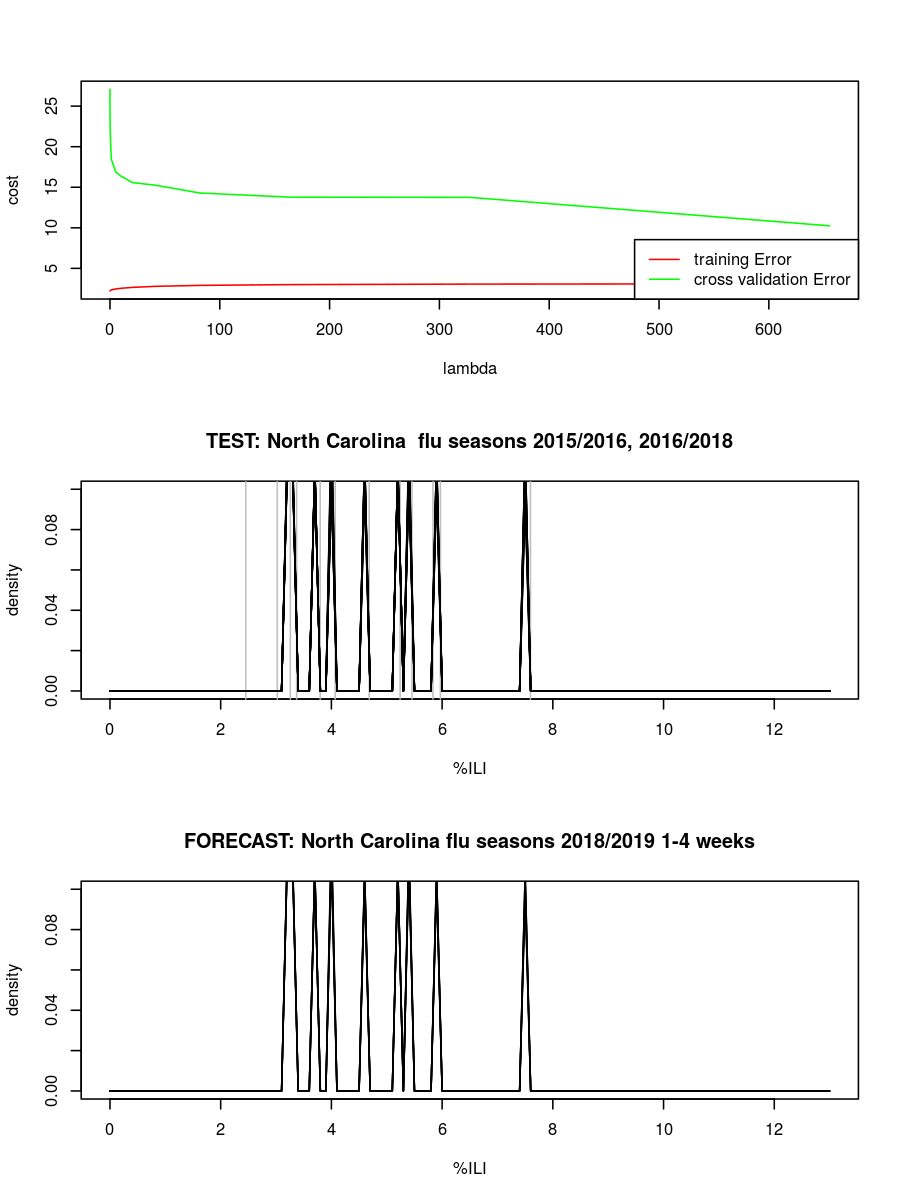 25
20
15
10
5
cost
training Error
cross validation Error
0 100 200 300 400 500 600
lambda
TEST: North Carolina  flu seasons 2015/2016, 2016/2018
0.08
0.04
0.00
density
0 2 4 6 8 10 12
%ILI
FORECAST: North Carolina flu seasons 2018/2019 1-4 weeks
0.08
0.04
0.00
density
0 2 4 6 8 10 12
%ILI